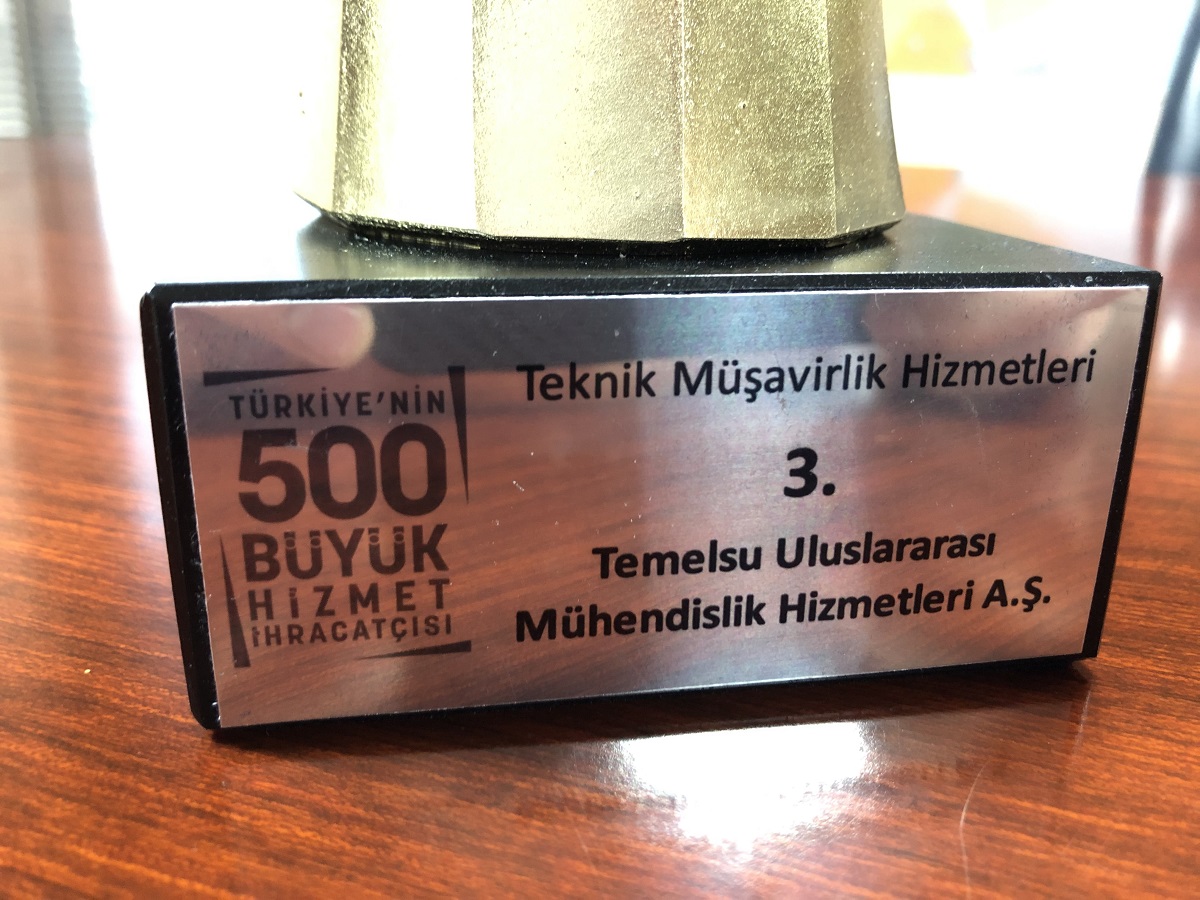 TÜRKİYE'NİN
500
BÜYÜK
HİZMET
İHRACATÇISI
Teknik Müşavirlik Hizmetleri
3.
Temelsu Uluslararası
Mühendislik Hizmetleri A.Ş.